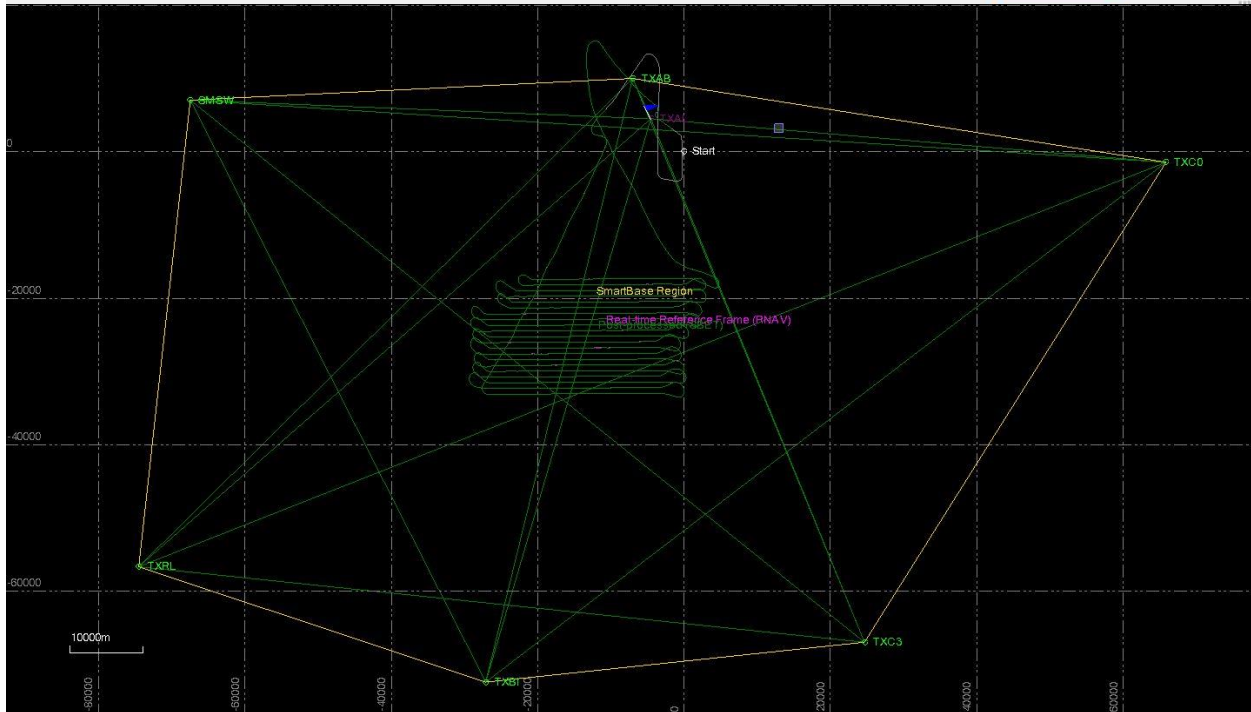 TXAB
SMSW
0
Start
TXC0
-20000
SmartBase Region
Real-time Reference Frame (RNAV)
-40000
-60000
TXRL
10000m
TXC3
TXBI
-80000
-60000
-40000
-20000
0
20000
40000
60000